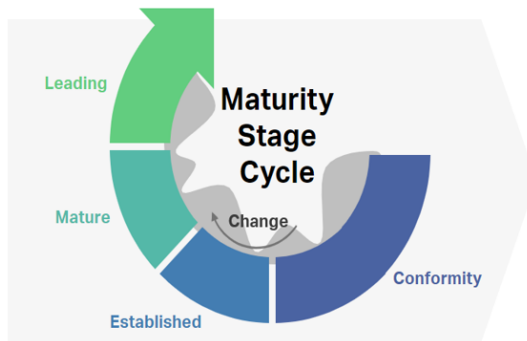 Leading
Maturity
Stage
Cycle
Mature
Change
Conformity
Established